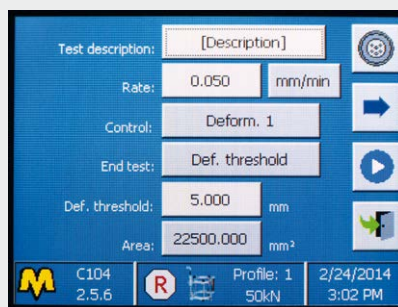 Test description: [Description]
Rate: 0.050 mm/min
Control: Deform. 1
End test: Def. threshold
Def. threshold: 5.000 mm
Area: 22500.000 mm²
C104 R Profile: 1 2/24/2014
2.5.6 50kN 3:02 PM